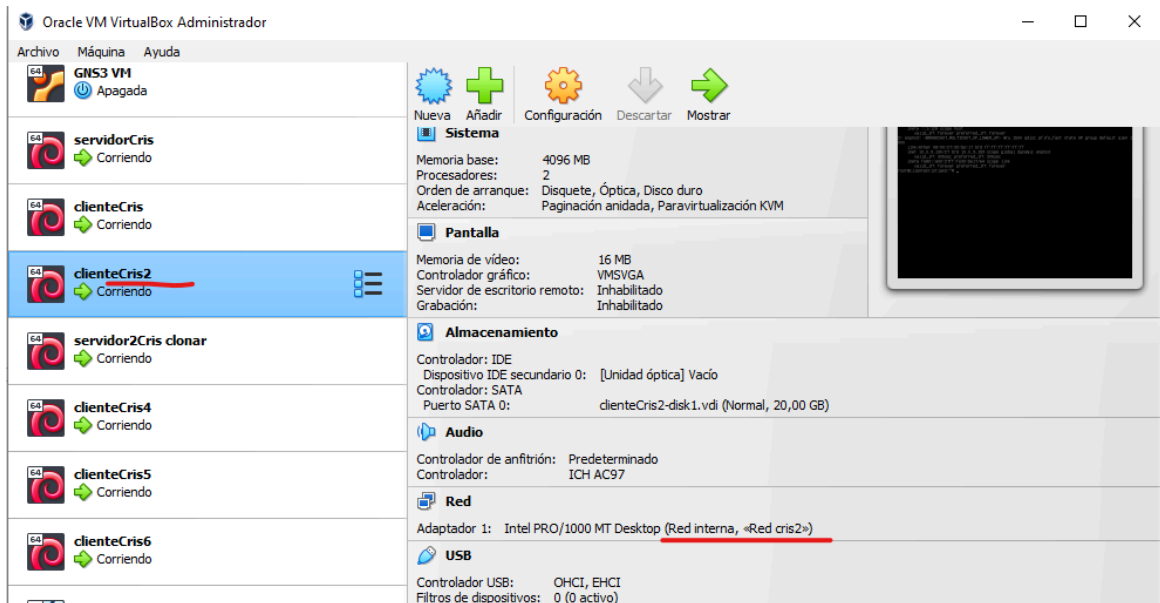 Oracle VM VirtualBox Administrador
Archivo Máquina Ayuda
64
GNS3 VM
Apagada
64
servidorCris
Corriendo
64
clienteCris
Corriendo
64
clienteCris2
Corriendo
64
servidor2Cris clonar
Corriendo
64
clienteCris4
Corriendo
64
clienteCris5
Corriendo
64
clienteCris6
Corriendo
Nueva Añadir Configuración Descartar Mostrar
Sistema
Memoria base: 4096 MB
Procesadores: 2
Orden de arranque: Disquete, Óptica, Disco duro
Aceleración: Paginación anidada, Paravirtualización KVM
Pantalla
Memoria de vídeo: 16 MB
Controlador gráfico: VMSVGA
Servidor de escritorio remoto: Inhabilitado
Grabación: Inhabilitado
Almacenamiento
Controlador: IDE
Dispositivo IDE secundario 0: [Unidad óptica] Vacío
Controlador: SATA
Puerto SATA 0: clienteCris2-disk1.vdi (Normal, 20,00 GB)
Audio
Controlador de anfitrión: Predeterminado
Controlador: ICH AC97
Red
Adaptador 1: Intel PRO/1000 MT Desktop (Red interna, «Red cris2»)
USB
Controlador USB: OHCI, EHCI
Filtros de dispositivos: 0 (0 activo)